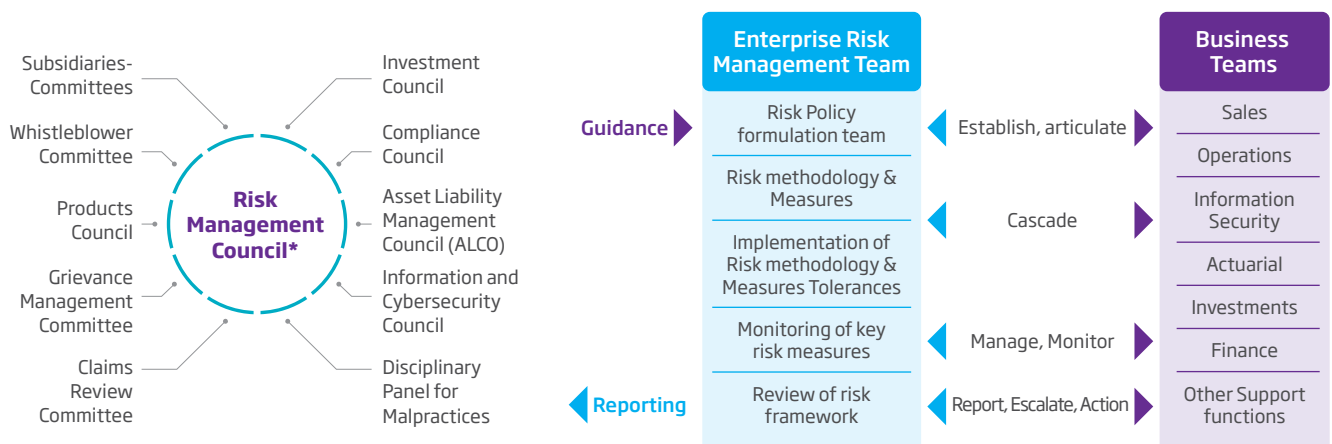 Subsidiaries-
Committees
Whistleblower
Committee
Products
Council
Grievance
Management
Committee
Claims
Review
Committee
Risk
Management
Council*
Investment
Council
Compliance
Council
Asset Liability
Management
Council (ALCO)
Information and
Cybersecurity
Council
Disciplinary
Panel for
Malpractices
Guidance
Reporting
Enterprise Risk
Management Team
Risk Policy
formulation team
Risk methodology &
Measures
Implementation of
Risk methodology &
Measures Tolerances
Monitoring of key
risk measures
Review of risk
framework
Establish, articulate
Cascade
Manage, Monitor
Report, Escalate, Action
Business
Teams
Sales
Operations
Information
Security
Actuarial
Investments
Finance
Other Support
functions